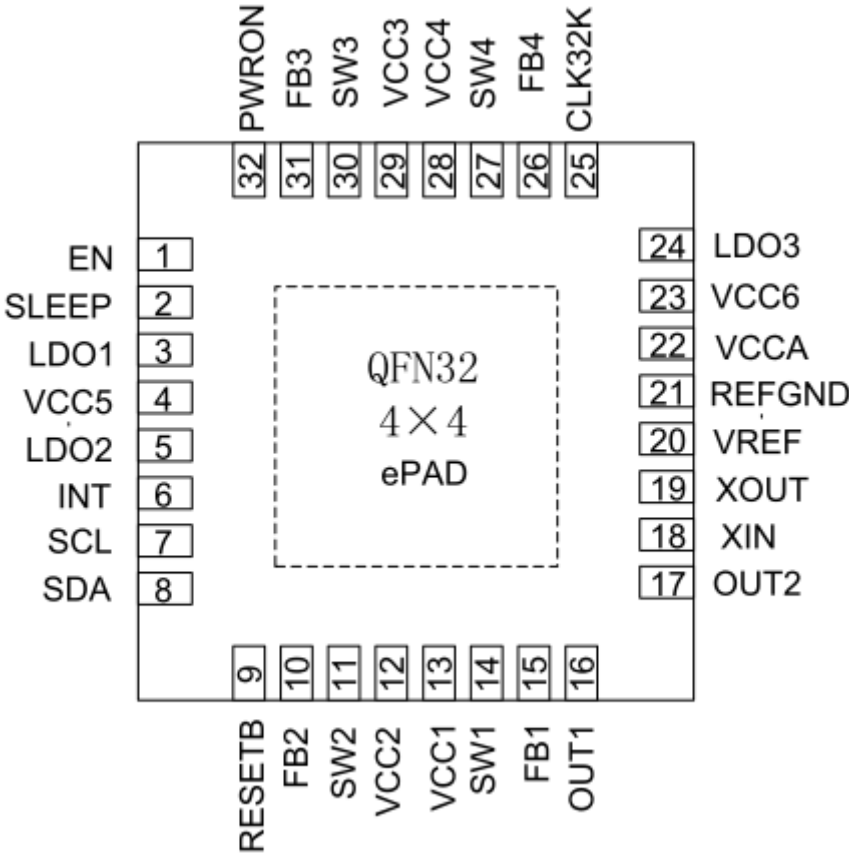 PWRON
FB3
SW3
VCC3
VCC4
SW4
FB4
CLK32K
32
31
30
29
28
27
26
25
EN 1
SLEEP 2
LDO1 3
VCC5 4
LDO2 5
INT 6
SCL 7
SDA 8
QFN32
4×4
ePAD
24 LDO3
23 VCC6
22 VCCA
21 REFGND
20 VREF
19 XOUT
18 XIN
17 OUT2
9
10
11
12
13
14
15
16
RESETB
FB2
SW2
VCC2
VCC1
SW1
FB1
OUT1